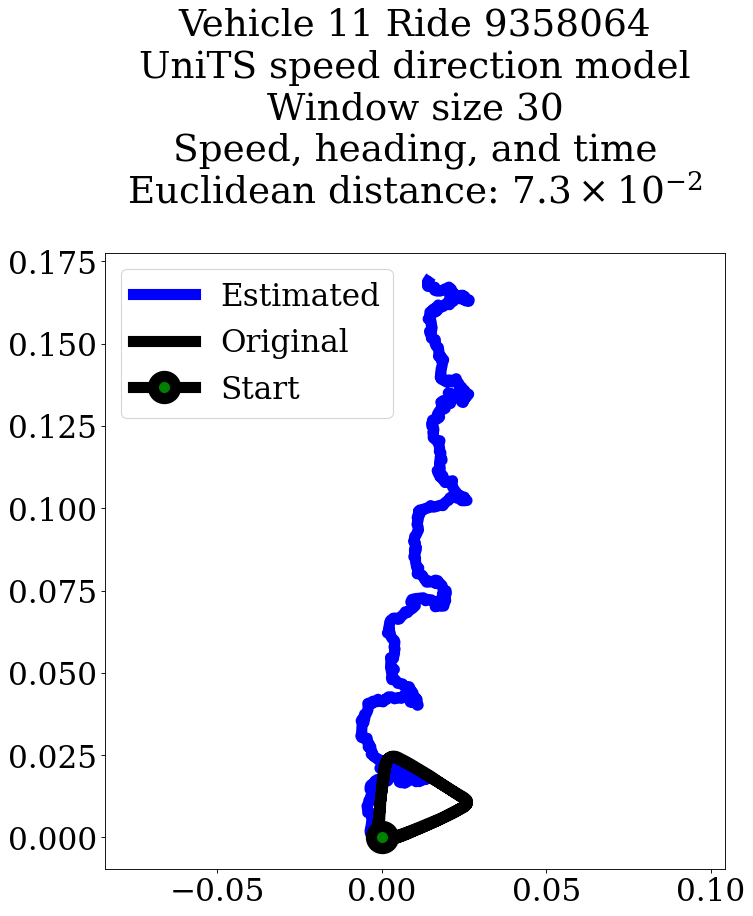 Vehicle 11 Ride 9358064
UniTS speed direction model
Window size 30
Speed, heading, and time
Euclidean distance: 7.3 × 10⁻²
0.175
0.150
0.125
0.100
0.075
0.050
0.025
0.000
Estimated
Original
Start
−0.05
0.00
0.05
0.10